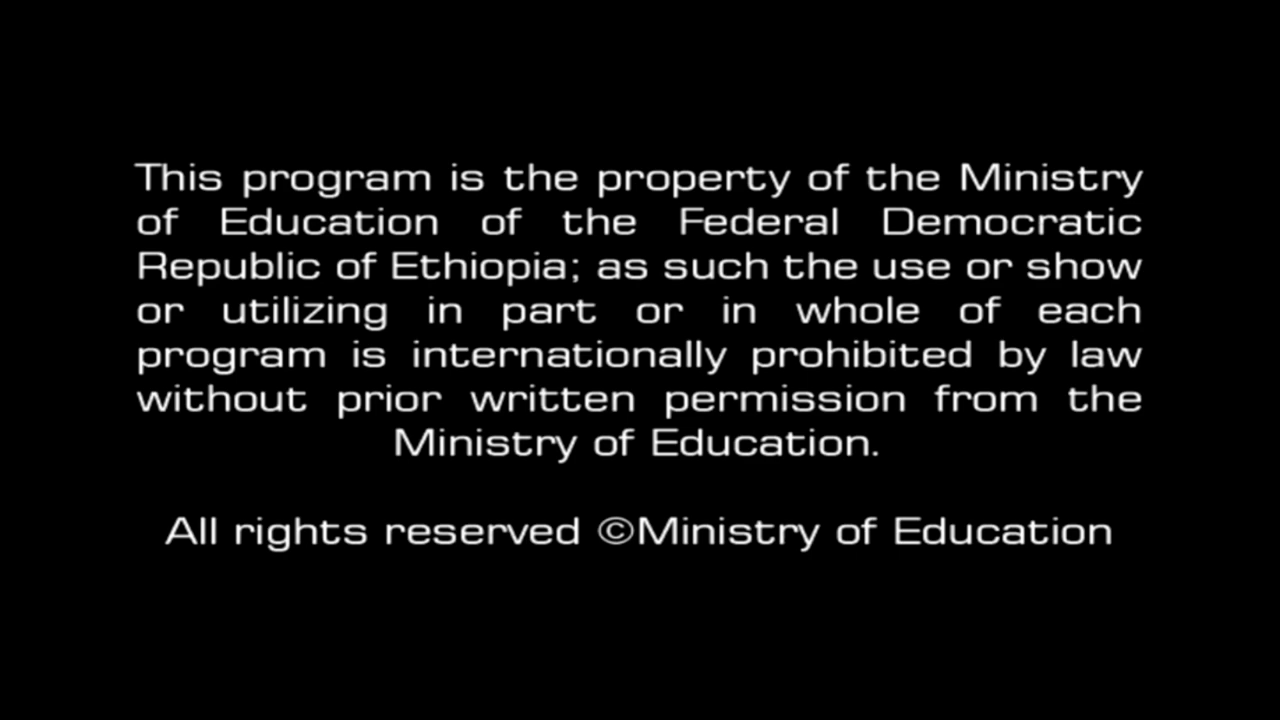 This program is the property of the Ministry
of Education of the Federal Democratic
Republic of Ethiopia; as such the use or show
or utilizing in part or in whole of each
program is internationally prohibited by law
without prior written permission from the
Ministry of Education.
All rights reserved ©Ministry of Education